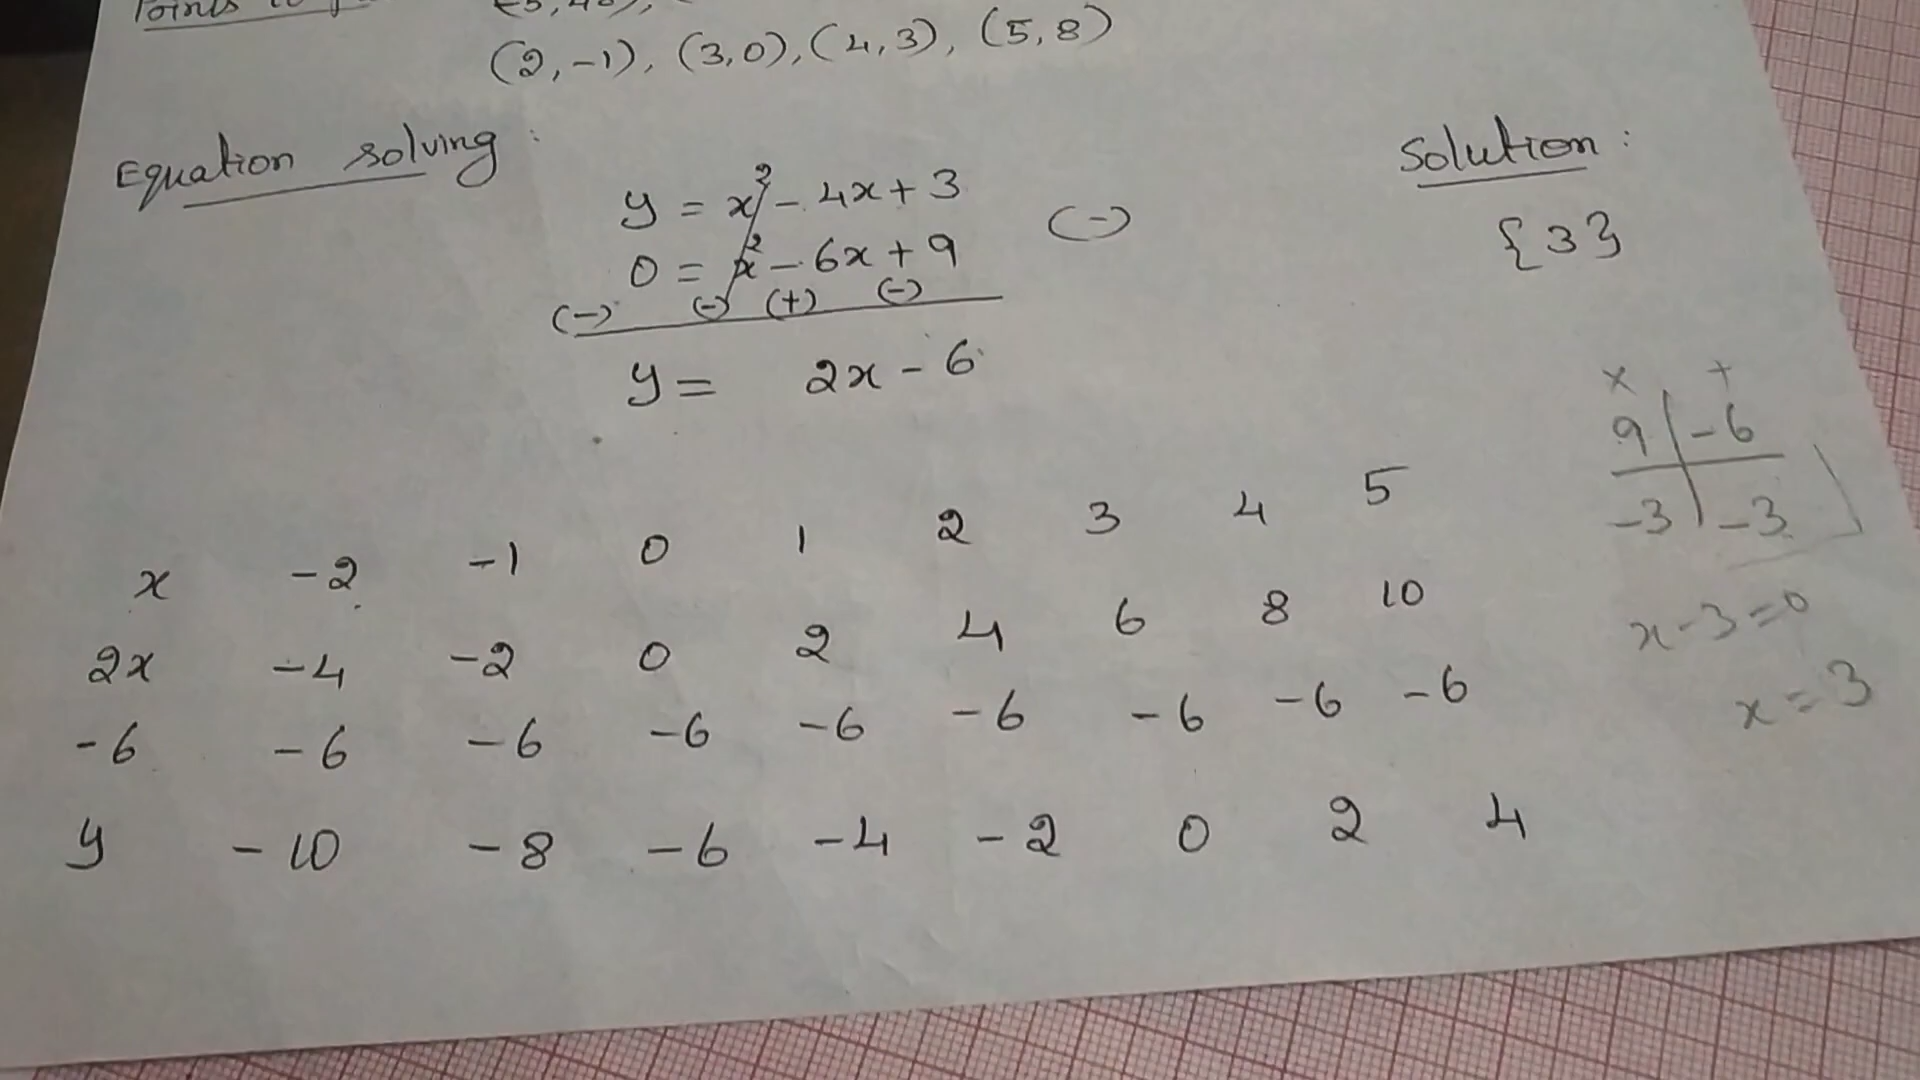 Points to
(2,-1), (3,0), (4,3), (5,8)
Equation solving:
y = x² - 4x + 3
0 = x² - 6x + 9 (-)
(-) (-) (+) (-)
y = 2x - 6
Solution:
{3}
x +
9 -6
-3 -3
x-3=0
x=3
x -2 -1 0 1 2 3 4 5
2x -4 -2 0 2 4 6 8 10
-6 -6 -6 -6 -6 -6 -6 -6 -6
y -10 -8 -6 -4 -2 0 2 4